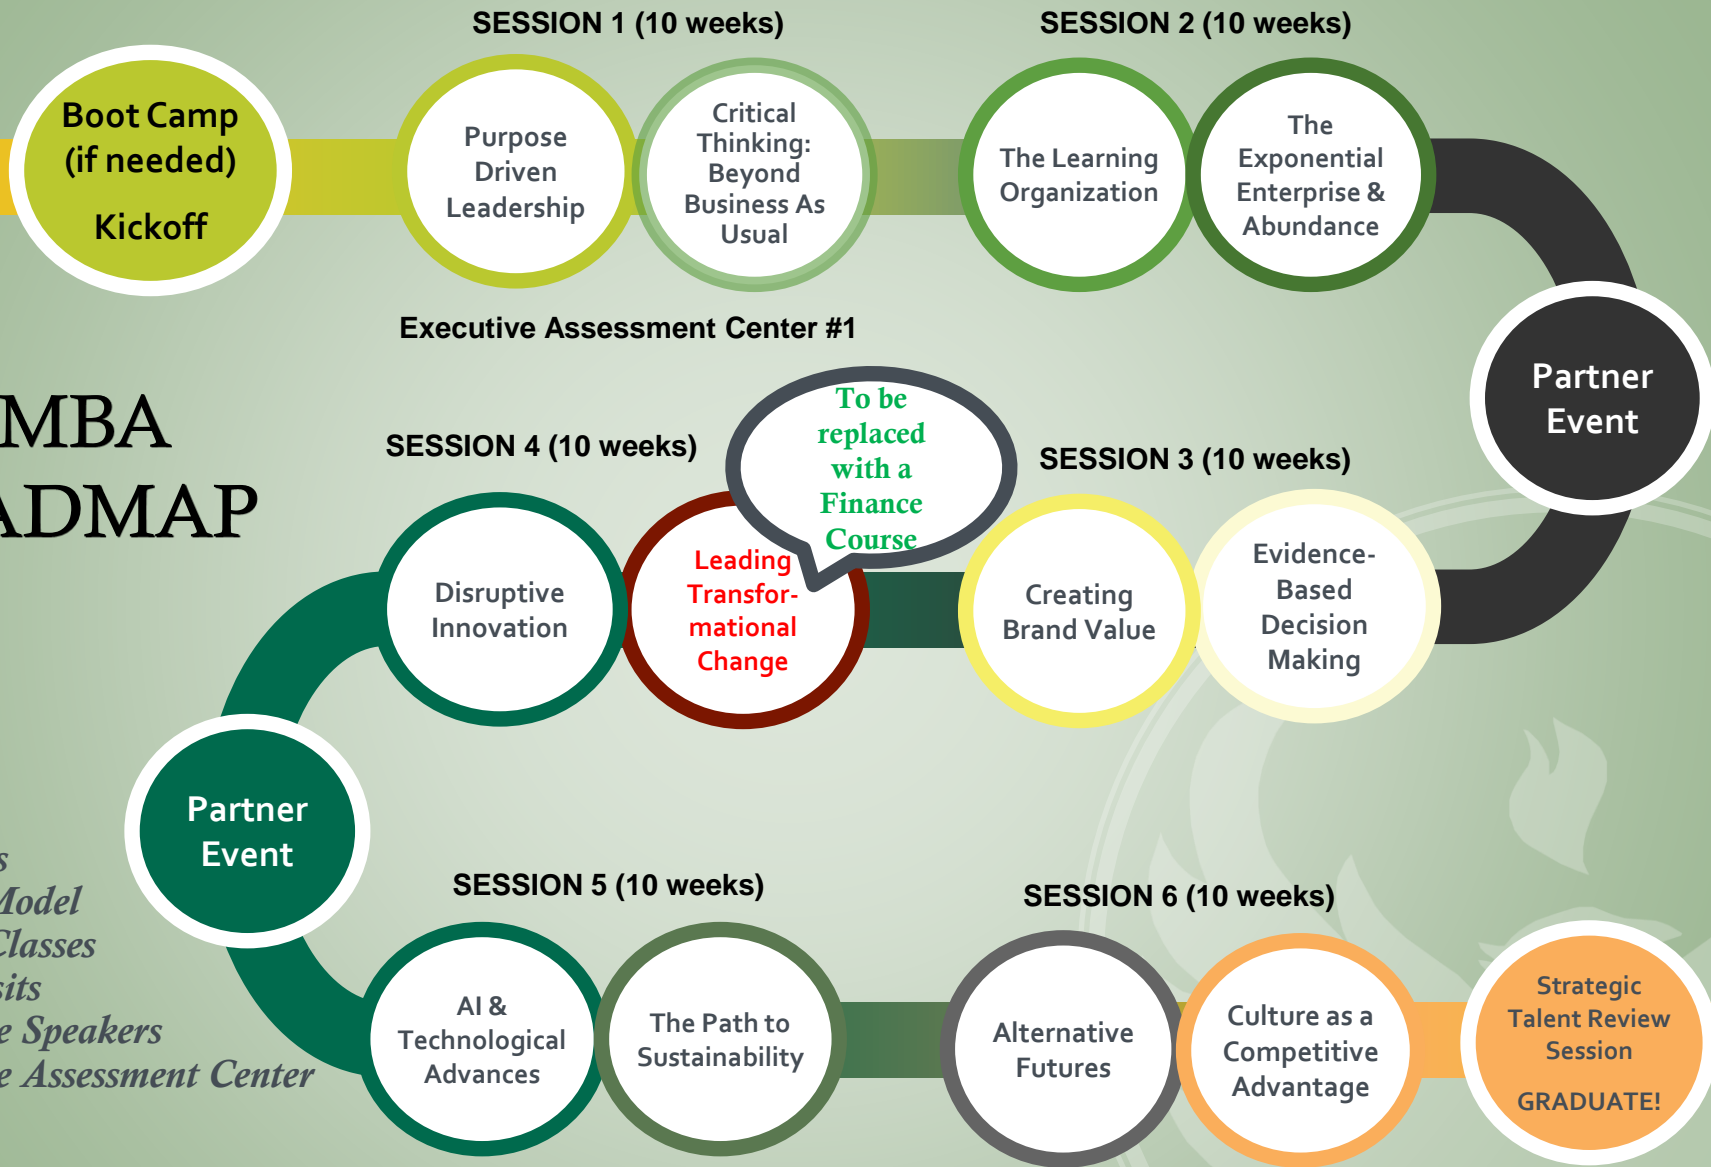 SESSION 1 (10 weeks)
SESSION 2 (10 weeks)
Boot Camp
(if needed)
Kickoff
Purpose
Driven
Leadership
Critical
Thinking:
Beyond
Business As
Usual
The Learning
Organization
The
Exponential
Enterprise &
Abundance
Executive Assessment Center #1
Partner
Event
MBA
ADMAP
SESSION 4 (10 weeks)
To be
replaced
with a
Finance
Course
SESSION 3 (10 weeks)
Disruptive
Innovation
Leading
Transfor-
mational
Change
Creating
Brand Value
Evidence-
Based
Decision
Making
Partner
Event
s
Model
Classes
sits
e Speakers
e Assessment Center
SESSION 5 (10 weeks)
SESSION 6 (10 weeks)
AI &
Technological
Advances
The Path to
Sustainability
Alternative
Futures
Culture as a
Competitive
Advantage
Strategic
Talent Review
Session
GRADUATE!